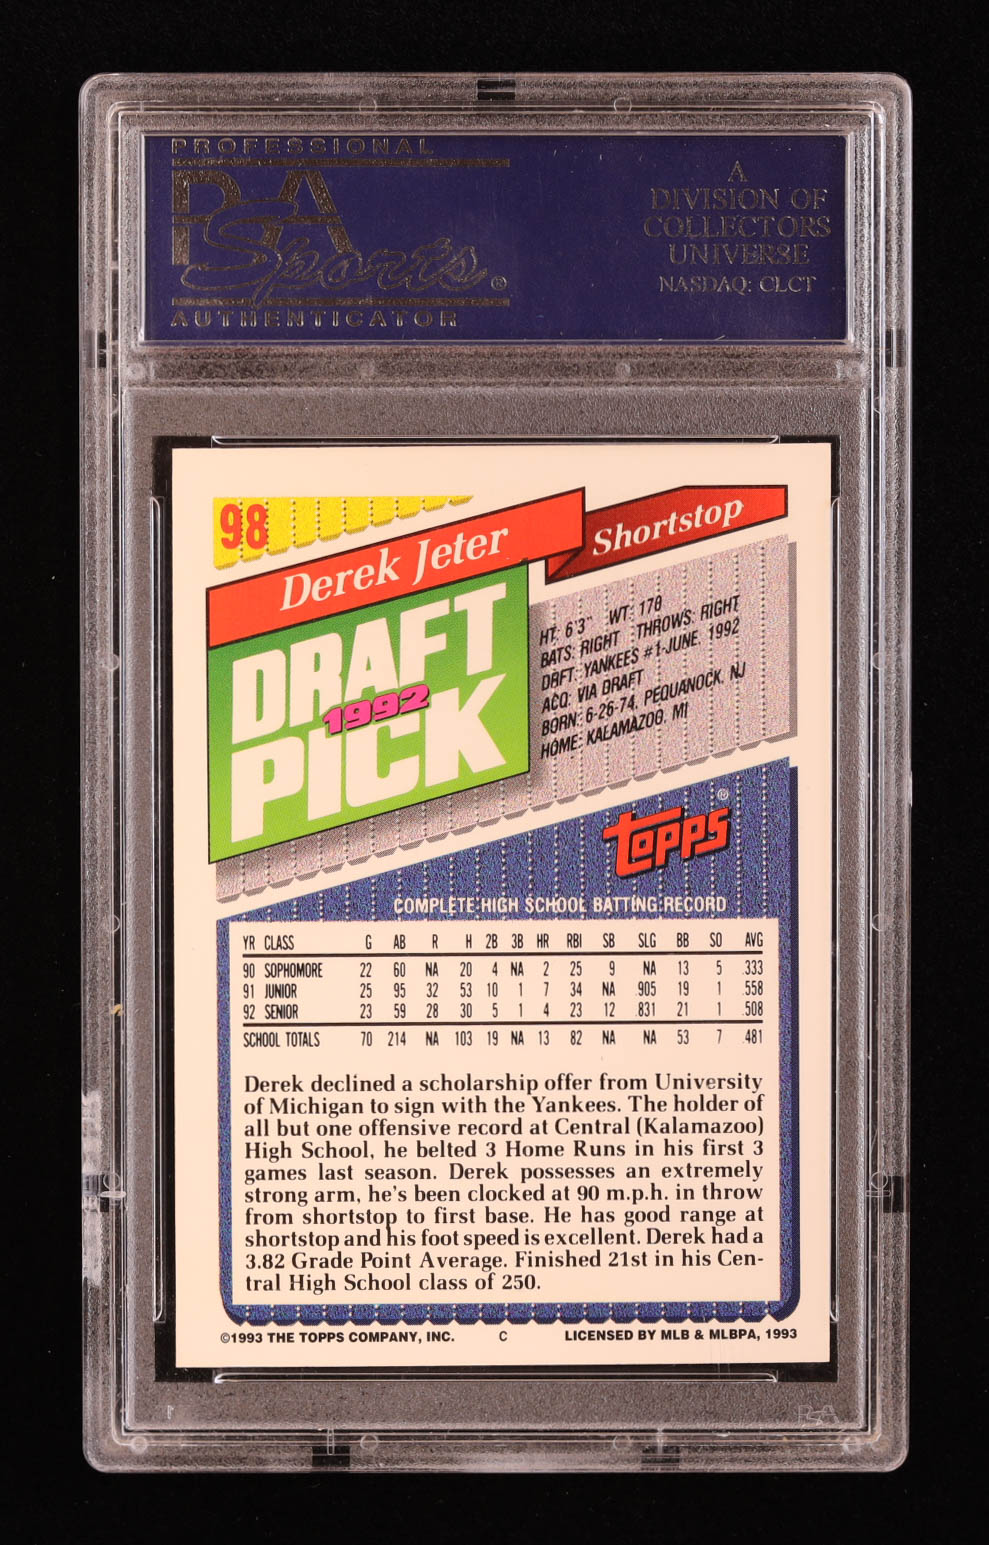 PROFESSIONAL
PSA
Sports®
AUTHENTICATOR
A
DIVISION OF
COLLECTORS
UNIVERSE
NASDAQ: CLCT
98
Derek Jeter
Shortstop
DRAFT
1992
PICK
HT: 6'3" WT: 178
BATS: RIGHT THROWS: RIGHT
DRFT: YANKEES #1-JUNE, 1992
ACQ: VIA DRAFT
BORN: 6-26-74, PEQUANOCK, NJ
HOME: KALAMAZOO, MI
TOPPS®
COMPLETE HIGH SCHOOL BATTING RECORD
YR CLASS G AB R H 2B 3B HR RBI SB SLG BB SO AVG
90 SOPHOMORE 22 60 NA 20 4 NA 2 25 9 NA 13 5 .333
91 JUNIOR 25 95 32 53 10 1 7 34 NA .905 19 1 .558
92 SENIOR 23 59 28 30 5 1 4 23 12 .831 21 1 .508
SCHOOL TOTALS 70 214 NA 103 19 NA 13 82 NA NA 53 7 .481
Derek declined a scholarship offer from University
of Michigan to sign with the Yankees. The holder of
all but one offensive record at Central (Kalamazoo)
High School, he belted 3 Home Runs in his first 3
games last season. Derek possesses an extremely
strong arm, he's been clocked at 90 m.p.h. in throw
from shortstop to first base. He has good range at
shortstop and his foot speed is excellent. Derek had a
3.82 Grade Point Average. Finished 21st in his Cen-
tral High School class of 250.
©1993 THE TOPPS COMPANY, INC. C LICENSED BY MLB & MLBPA, 1993
PSA